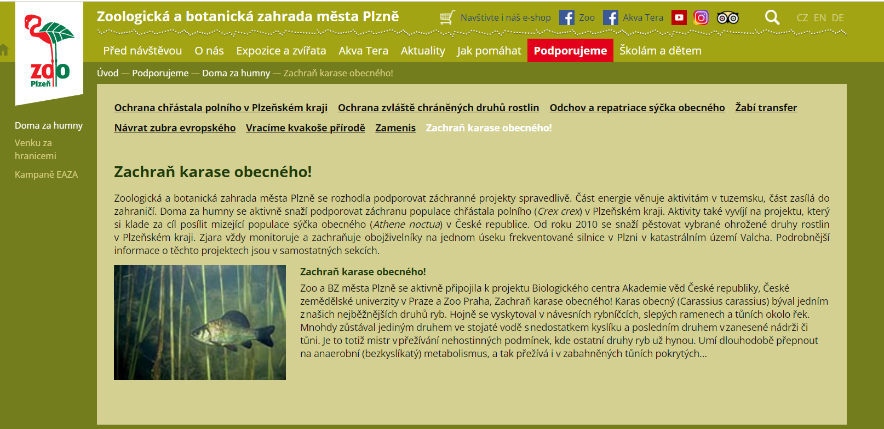 Zoologická a botanická zahrada města Plzně
Navštivte i náš e-shop Zoo Akva Tera CZ EN DE
Před návštěvou O nás Expozice a zvířata Akva Tera Aktuality Jak pomáhat Podporujeme Školám a dětem
zoo
Plzeň
Úvod — Podporujeme — Doma za humny — Zachraň karase obecného!
Doma za humny
Venku za
hranicemi
Kampaně EAZA
Ochrana chřástala polního v Plzeňském kraji Ochrana zvláště chráněných druhů rostlin Odchov a repatriace sýčka obecného Žabí transfer
Návrat zubra evropského Vracíme kvakoše přírodě Zamenis Zachraň karase obecného!
Zachraň karase obecného!
Zoologická a botanická zahrada města Plzně se rozhodla podporovat záchranné projekty spravedlivě. Část energie věnuje aktivitám v tuzemsku, část zasílá do
zahraničí. Doma za humny se aktivně snaží podporovat záchranu populace chřástala polního (Crex crex) v Plzeňském kraji. Aktivity také vyvíjí na projektu, který
si klade za cíl posílit mizející populace sýčka obecného (Athene noctua) v České republice. Od roku 2010 se snaží pěstovat vybrané ohrožené druhy rostlin
v Plzeňském kraji. Zjara vždy monitoruje a zachraňuje obojživelníky na jednom úseku frekventované silnice v Plzni v katastrálním území Valcha. Podrobnější
informace o těchto projektech jsou v samostatných sekcích.
Zachraň karase obecného!
Zoo a BZ města Plzně se aktivně připojila k projektu Biologického centra Akademie věd České republiky, České
zemědělské univerzity v Praze a Zoo Praha, Zachraň karase obecného! Karas obecný (Carassius carassius) býval jedním
z našich nejběžnějších druhů ryb. Hojně se vyskytoval v návesních rybníčcích, slepých ramenech a tůních okolo řek.
Mnohdy zůstával jediným druhem ve stojaté vodě s nedostatkem kyslíku a posledním druhem v zanesené nádrži či
tůni. Je to totiž mistr v přežívání nehostinných podmínek, kde ostatní druhy ryb už hynou. Umí dlouhodobě přepnout
na anaerobní (bezkyslíkatý) metabolismus, a tak přežívá i v zabahněných tůních pokrytých...